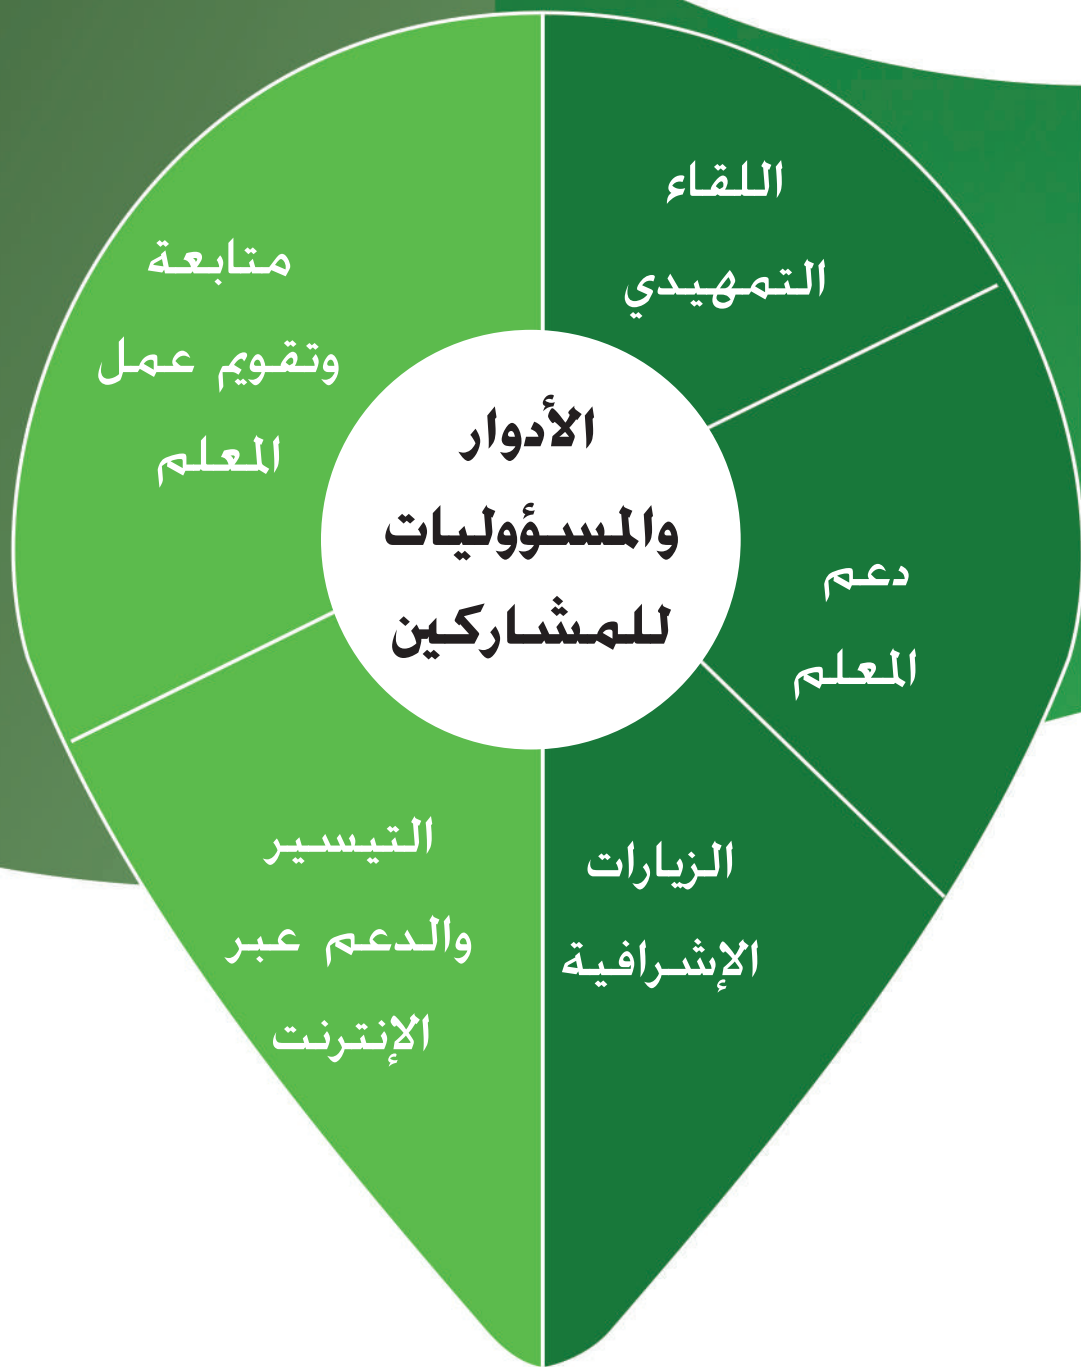 الأدوار
والمسؤوليات
للمشاركين
اللقاء
التمهيدي
دعم
المعلم
الزيارات
الإشرافية
التيسير
والدعم عبر
الإنترنت
متابعة
وتقويم عمل
المعلم